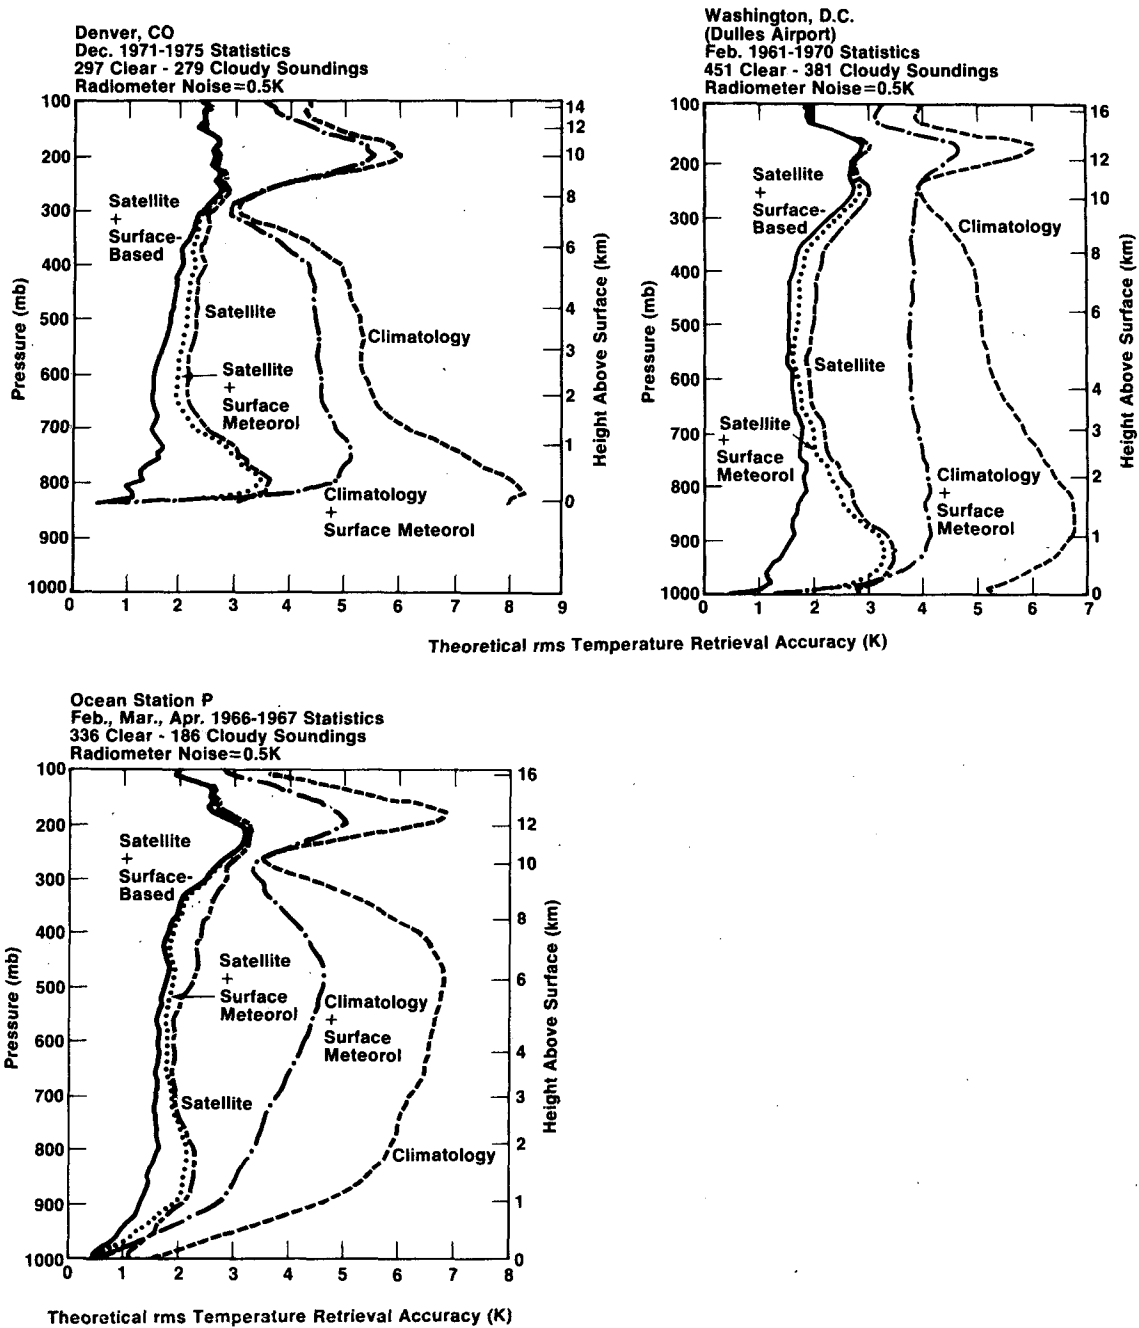 Denver, CO
Dec. 1971-1975 Statistics
297 Clear - 279 Cloudy Soundings
Radiometer Noise=0.5K
100
200
300
400
500
600
700
800
900
1000
Pressure (mb)
0 1 2 3 4 5 6 7 8 9
14
12
10
8
6
4
3
2
1
0
Height Above Surface (km)
Satellite
+
Surface-
Based
Satellite
Satellite
+
Surface
Meteorol
Climatology
Climatology
+
Surface Meteorol
Washington, D.C.
(Dulles Airport)
Feb. 1961-1970 Statistics
451 Clear - 381 Cloudy Soundings
Radiometer Noise=0.5K
100
200
300
400
500
600
700
800
900
1000
Pressure (mb)
0 1 2 3 4 5 6 7
16
12
10
8
6
4
3
2
1
0
Height Above Surface (km)
Satellite
+
Surface-
Based
Climatology
Satellite
Satellite
+
Surface
Meteorol
Climatology
+
Surface
Meteorol
Theoretical rms Temperature Retrieval Accuracy (K)
Ocean Station P
Feb., Mar., Apr. 1966-1967 Statistics
336 Clear - 186 Cloudy Soundings
Radiometer Noise=0.5K
100
200
300
400
500
600
700
800
900
1000
Pressure (mb)
0 1 2 3 4 5 6 7 8
16
12
10
8
6
4
3
2
1
0
Height Above Surface (km)
Satellite
+
Surface-
Based
Satellite
+
Surface
Meteorol
Climatology
+
Surface
Meteorol
Satellite
Climatology
Theoretical rms Temperature Retrieval Accuracy (K)